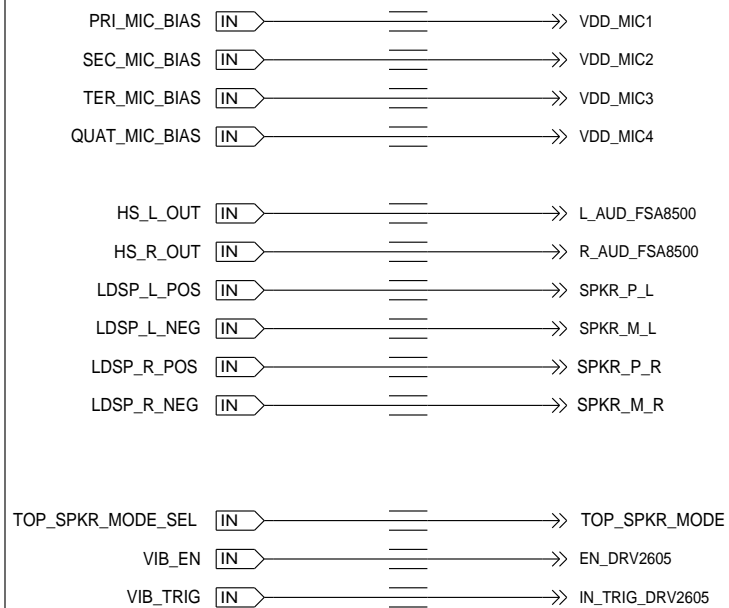 PRI_MIC_BIAS IN VDD_MIC1
SEC_MIC_BIAS IN VDD_MIC2
TER_MIC_BIAS IN VDD_MIC3
QUAT_MIC_BIAS IN VDD_MIC4
HS_L_OUT IN L_AUD_FSA8500
HS_R_OUT IN R_AUD_FSA8500
LDSP_L_POS IN SPKR_P_L
LDSP_L_NEG IN SPKR_M_L
LDSP_R_POS IN SPKR_P_R
LDSP_R_NEG IN SPKR_M_R
TOP_SPKR_MODE_SEL IN TOP_SPKR_MODE
VIB_EN IN EN_DRV2605
VIB_TRIG IN IN_TRIG_DRV2605